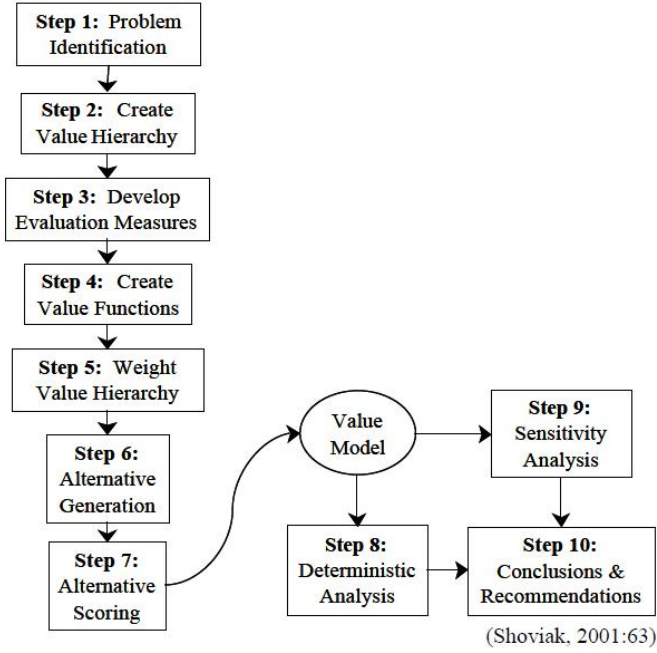 Step 1: Problem
Identification
Step 2: Create
Value Hierarchy
Step 3: Develop
Evaluation Measures
Step 4: Create
Value Functions
Step 5: Weight
Value Hierarchy
Step 6:
Alternative
Generation
Step 7:
Alternative
Scoring
Value
Model
Step 8:
Deterministic
Analysis
Step 9:
Sensitivity
Analysis
Step 10:
Conclusions &
Recommendations
(Shoviak, 2001:63)